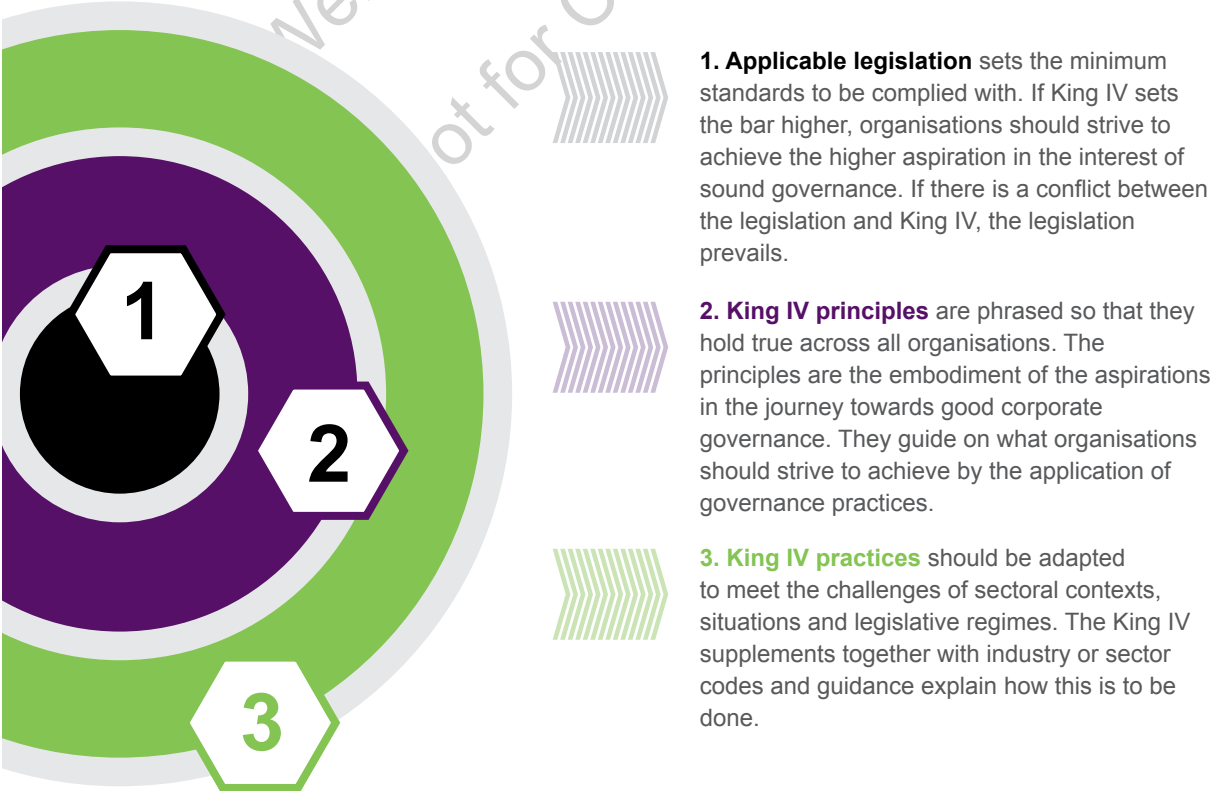 ot for
1
2
3
1. Applicable legislation sets the minimum
standards to be complied with. If King IV sets
the bar higher, organisations should strive to
achieve the higher aspiration in the interest of
sound governance. If there is a conflict between
the legislation and King IV, the legislation
prevails.
2. King IV principles are phrased so that they
hold true across all organisations. The
principles are the embodiment of the aspirations
in the journey towards good corporate
governance. They guide on what organisations
should strive to achieve by the application of
governance practices.
3. King IV practices should be adapted
to meet the challenges of sectoral contexts,
situations and legislative regimes. The King IV
supplements together with industry or sector
codes and guidance explain how this is to be
done.